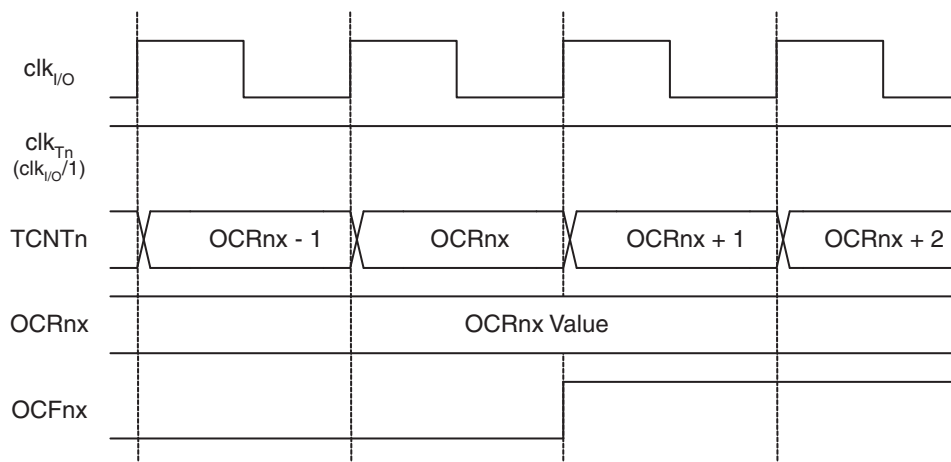 clkI/O
clkTn
(clkI/O/1)
TCNTn OCRnx - 1 OCRnx OCRnx + 1 OCRnx + 2
OCRnx OCRnx Value
OCFnx